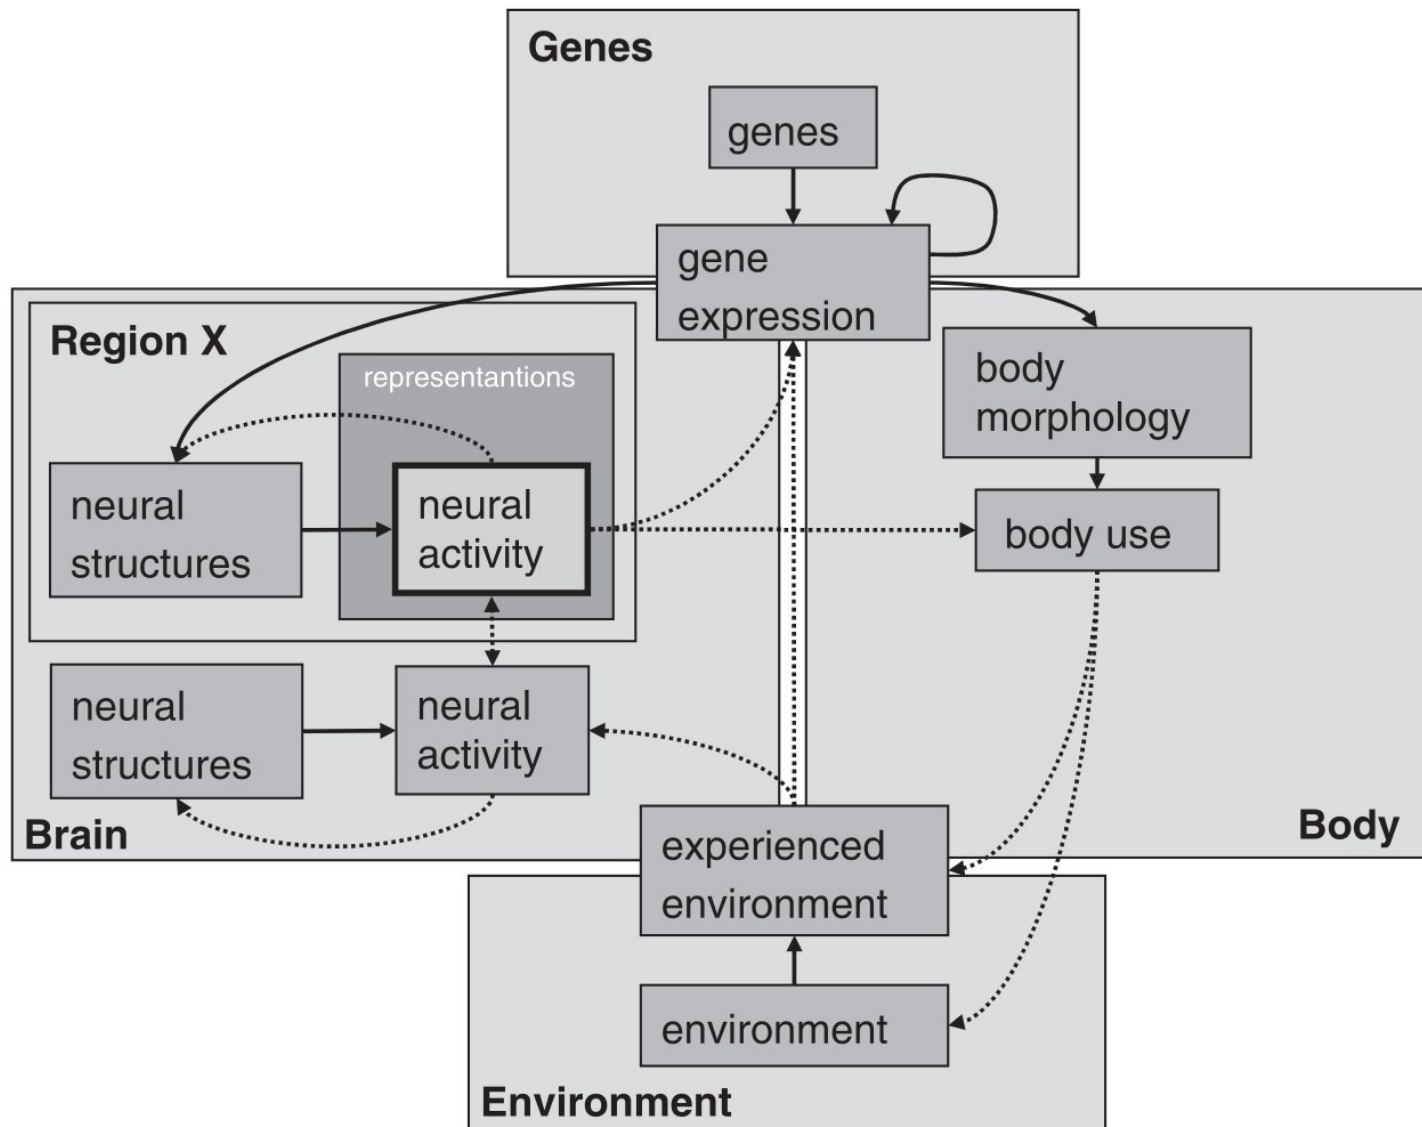 Genes
genes
gene
expression
Region X
representantions
body
morphology
neural
structures
neural
activity
body use
neural
structures
neural
activity
Brain
Body
experienced
environment
environment
Environment